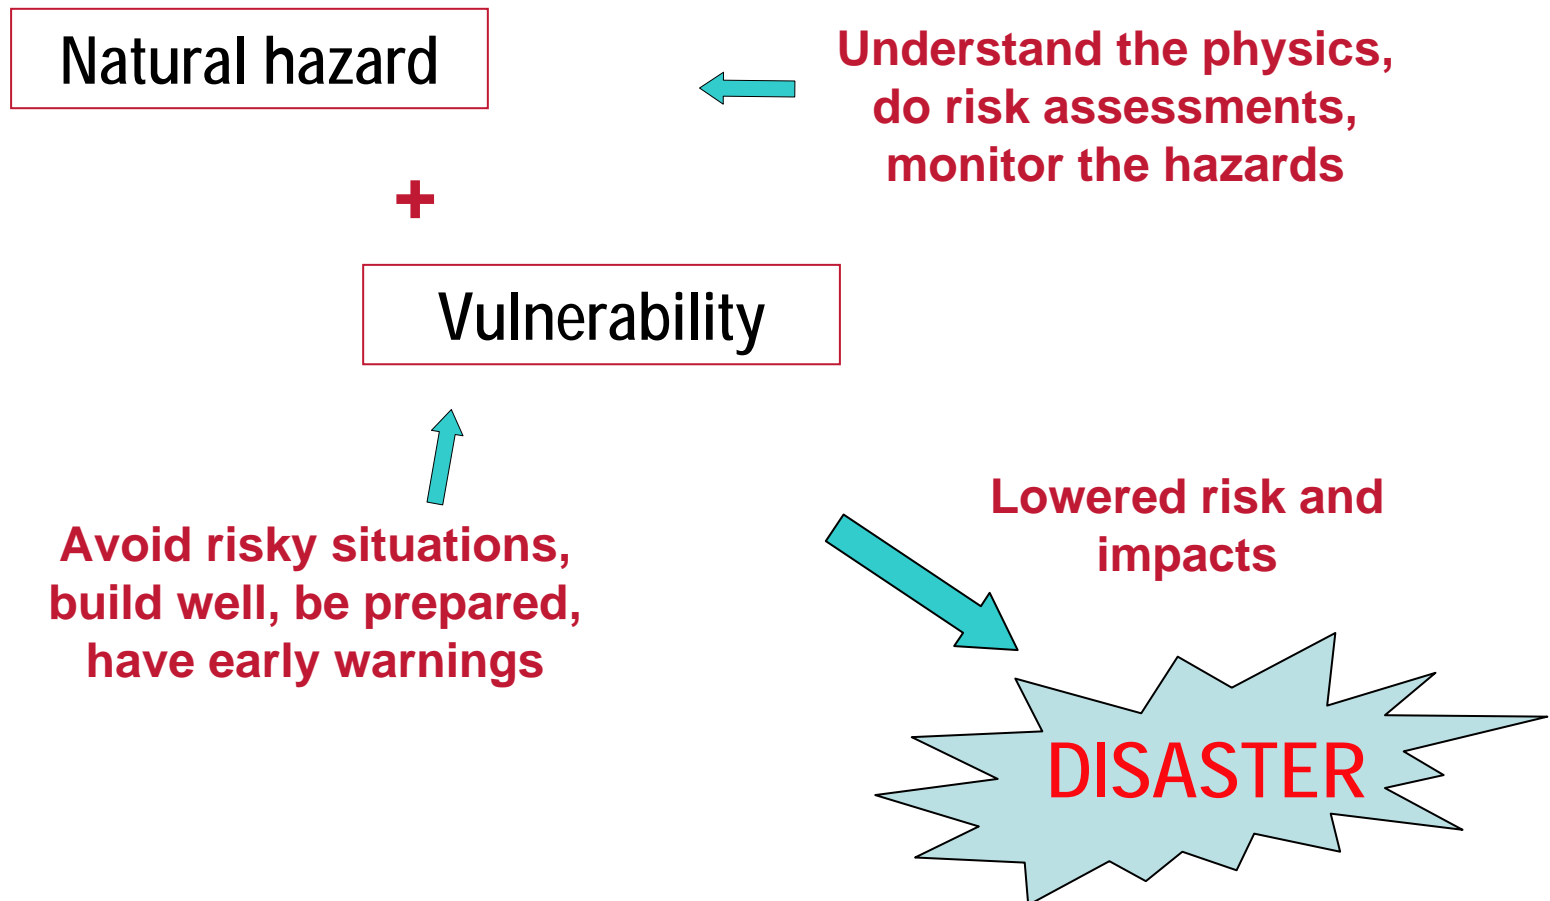 Natural hazard
Understand the physics,
do risk assessments,
monitor the hazards
+
Vulnerability
Avoid risky situations,
build well, be prepared,
have early warnings
Lowered risk and
impacts
DISASTER